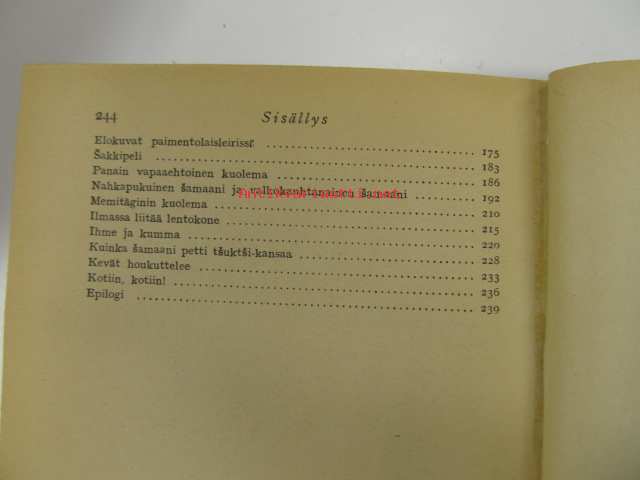 244 Sisällys
Elokuvat paimentolaisleirissä 175
Šakkipeli 183
Panain vapaaehtoinen kuolema 186
Nahkapukuinen šamaani ja valkokauhtanainen šamaani 192
Memitäginin kuolema 210
Ilmassa liitää lentokone 215
Ihme ja kumma 220
Kuinka šamaani petti tšuktši-kansaa 228
Kevät houkuttelee 233
Kotiin, kotiin! 236
Epilogi 239